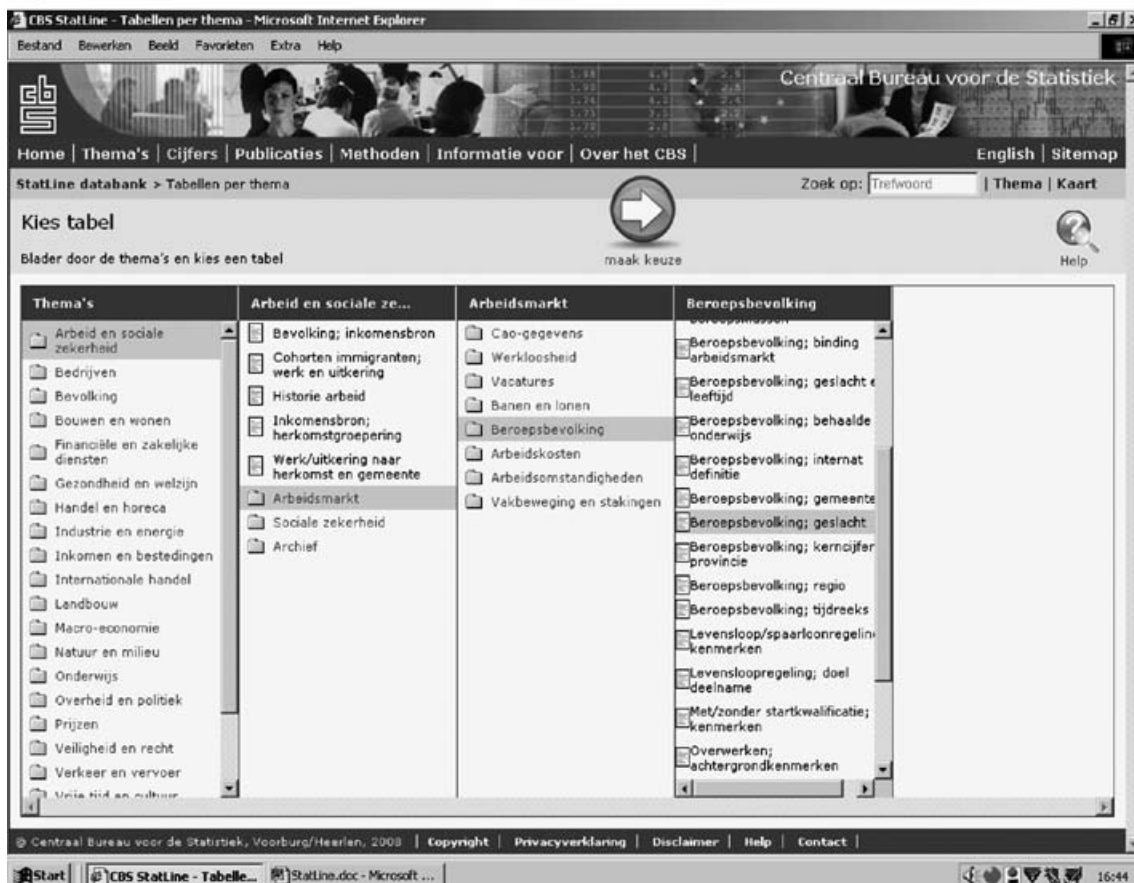 CBS StatLine - Tabellen per thema - Microsoft Internet Explorer
Bestand Bewerken Beeld Favorieten Extra Help
Centraal Bureau voor de Statistiek
Home | Thema's | Cijfers | Publicaties | Methoden | Informatie voor | Over het CBS | English | Sitemap
StatLine databank > Tabellen per thema Zoek op: Trefwoord | Thema | Kaart
Kies tabel
Blader door de thema's en kies een tabel
maak keuze
Help
Thema's
Arbeid en sociale
zekerheid
Bedrijven
Bevolking
Bouwen en wonen
Financiële en zakelijke
diensten
Gezondheid en welzijn
Handel en horeca
Industrie en energie
Inkomen en bestedingen
Internationale handel
Landbouw
Macro-economie
Natuur en milieu
Onderwijs
Overheid en politiek
Prijzen
Veiligheid en recht
Verkeer en vervoer
Vrije tijd en cultuur
Arbeid en sociale ze...
Bevolking; inkomensbron
Cohorten immigranten;
werk en uitkering
Historie arbeid
Inkomensbron;
herkomstgroepering
Werk/uitkering naar
herkomst en gemeente
Arbeidsmarkt
Sociale zekerheid
Archief
Arbeidsmarkt
Cao-gegevens
Werkloosheid
Vacatures
Banen en lonen
Beroepsbevolking
Arbeidskosten
Arbeidsomstandigheden
Vakbeweging en stakingen
Beroepsbevolking
Beroepsbevolking; binding
arbeidsmarkt
Beroepsbevolking; geslacht e
leeftijd
Beroepsbevolking; behaalde
onderwijs
Beroepsbevolking; internat
definitie
Beroepsbevolking; gemeente
Beroepsbevolking; geslacht
Beroepsbevolking; kerncijfer
provincie
Beroepsbevolking; regio
Beroepsbevolking; tijdreeks
Levensloop/spaarloonregelin
kenmerken
Levensloopregeling; doel
deelname
Met/zonder startkwalificatie;
kenmerken
Overwerken;
achtergrondkenmerken
© Centraal Bureau voor de Statistiek, Voorburg/Heerlen, 2008 | Copyright | Privacyverklaring | Disclaimer | Help | Contact |
Start CBS StatLine - Tabelle... StatLine.doc - Microsoft ... 16:44